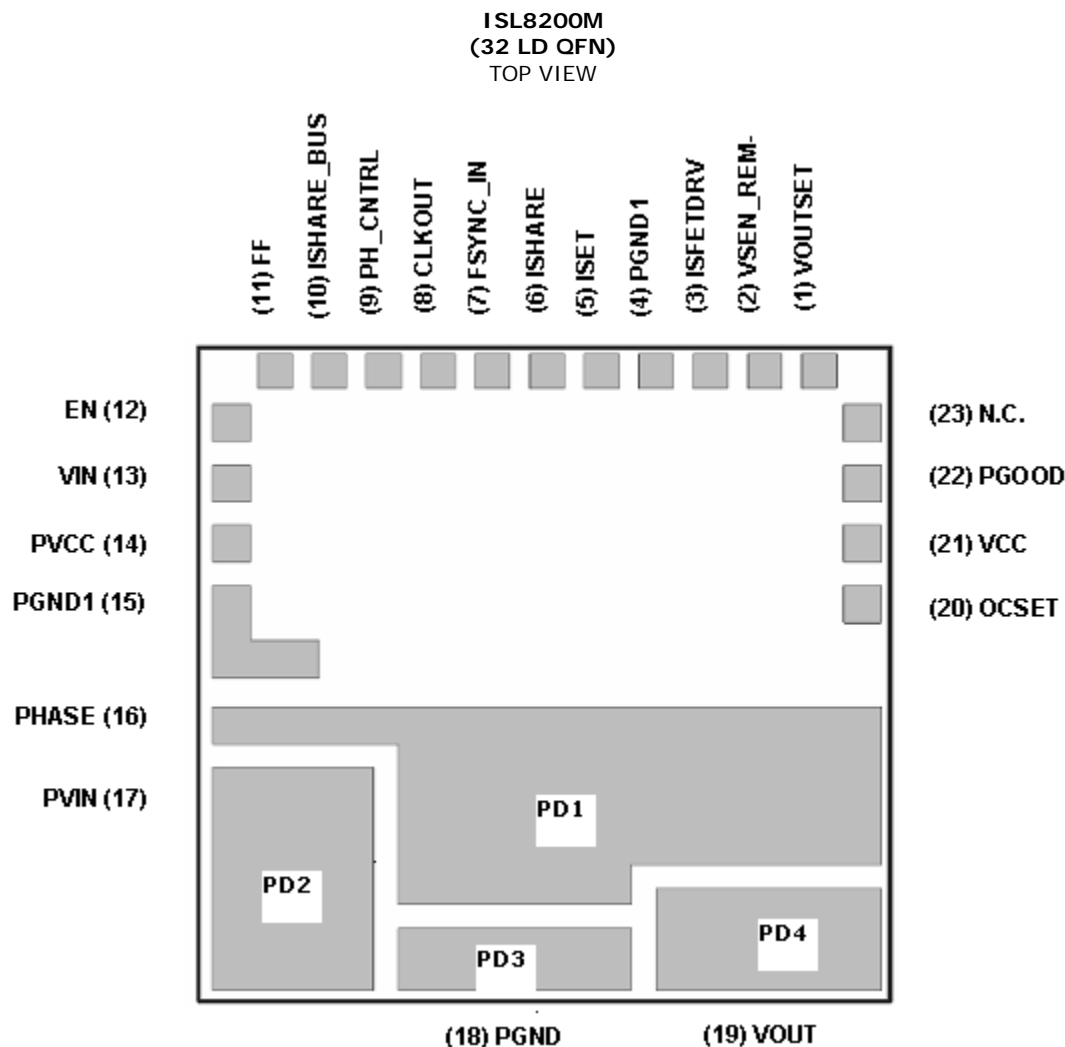 ISL8200M
(32 LD QFN)
TOP VIEW
(11) FF
(10) ISHARE_BUS
(9) PH_CNTRL
(8) CLKOUT
(7) FSYNC_IN
(6) ISHARE
(5) ISET
(4) PGND1
(3) ISFETDRV
(2) VSEN_REM-
(1) VOUTSET
EN (12)
VIN (13)
PVCC (14)
PGND1 (15)
PHASE (16)
PVIN (17)
(23) N.C.
(22) PGOOD
(21) VCC
(20) OCSET
PD1
PD2
PD3
PD4
(18) PGND
(19) VOUT